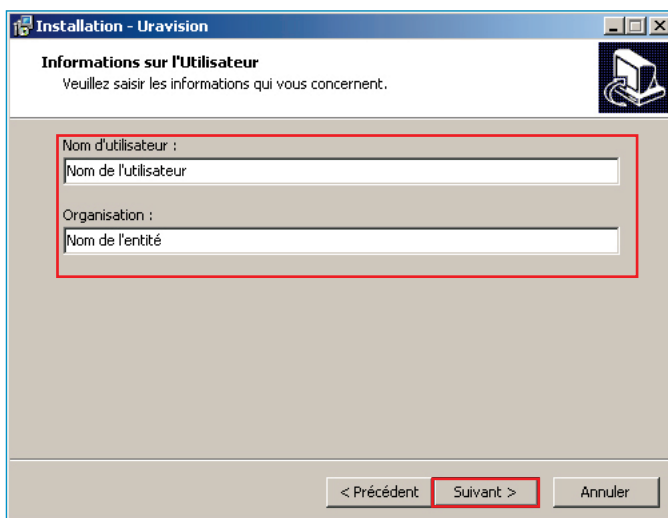 Installation - Uravision
Informations sur l'Utilisateur
Veuillez saisir les informations qui vous concernent.
Nom d'utilisateur :
Nom de l'utilisateur
Organisation :
Nom de l'entité
< Précédent Suivant > Annuler